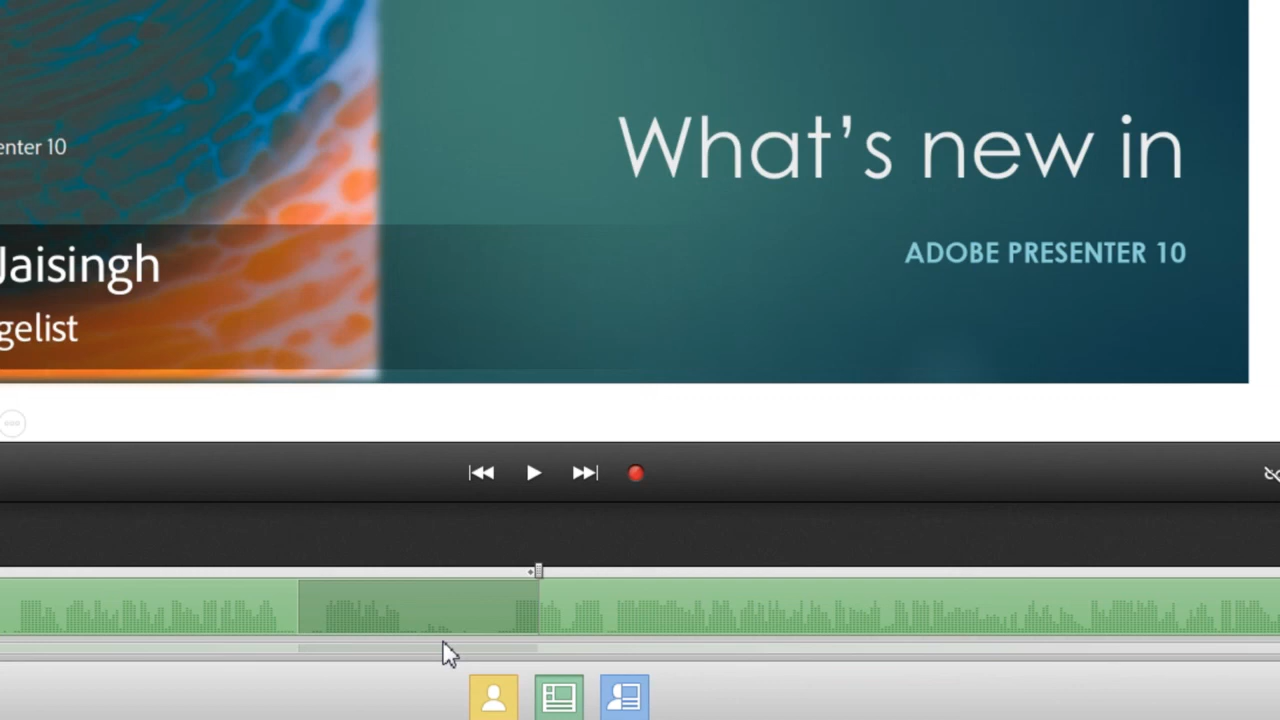 enter 10
Jaisingh
gelist
What's new in
ADOBE PRESENTER 10